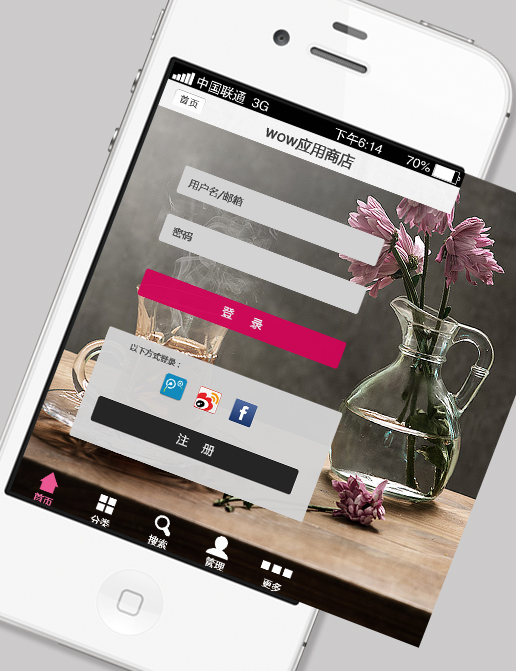 中国联通 3G 下午6:14 70%
首页
wow应用商店
用户名/邮箱
密码
登 录
以下方式登录：
f
注 册
首页 分类 搜索 管理 更多